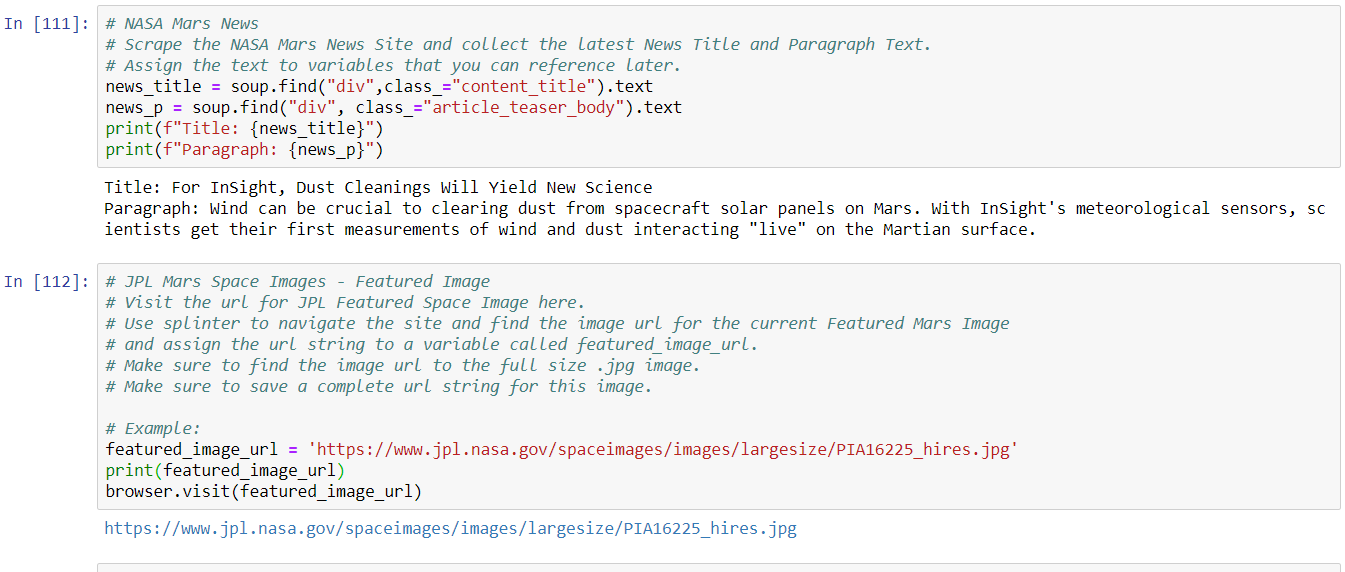 In [111]: # NASA Mars News
# Scrape the NASA Mars News Site and collect the latest News Title and Paragraph Text.
# Assign the text to variables that you can reference later.
news_title = soup.find("div",class_="content_title").text
news_p = soup.find("div", class_="article_teaser_body").text
print(f"Title: {news_title}")
print(f"Paragraph: {news_p}")
Title: For InSight, Dust Cleanings Will Yield New Science
Paragraph: Wind can be crucial to clearing dust from spacecraft solar panels on Mars. With InSight's meteorological sensors, sc
ientists get their first measurements of wind and dust interacting "live" on the Martian surface.
In [112]: # JPL Mars Space Images - Featured Image
# Visit the url for JPL Featured Space Image here.
# Use splinter to navigate the site and find the image url for the current Featured Mars Image
# and assign the url string to a variable called featured_image_url.
# Make sure to find the image url to the full size .jpg image.
# Make sure to save a complete url string for this image.
# Example:
featured_image_url = 'https://www.jpl.nasa.gov/spaceimages/images/largesize/PIA16225_hires.jpg'
print(featured_image_url)
browser.visit(featured_image_url)
https://www.jpl.nasa.gov/spaceimages/images/largesize/PIA16225_hires.jpg